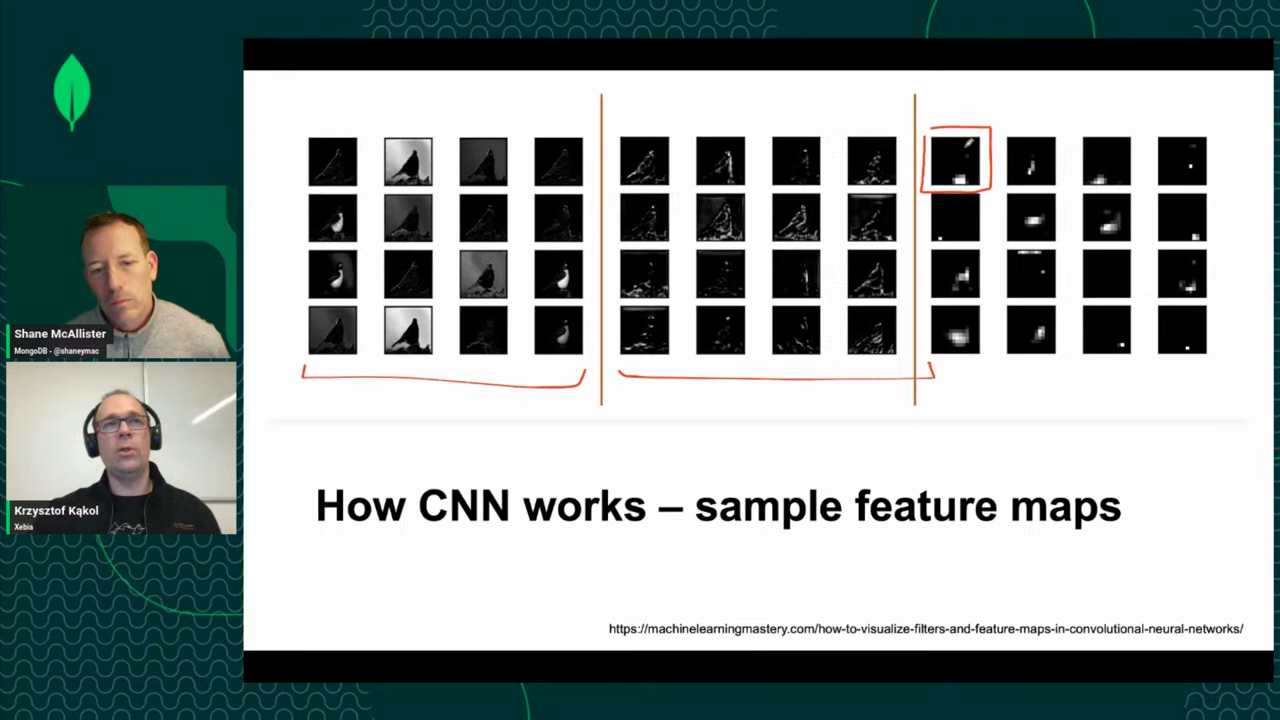 Shane McAllister
MongoDB - @shaneymac
Krzysztof Kąkol
Xebia
How CNN works – sample feature maps
https://machinelearningmastery.com/how-to-visualize-filters-and-feature-maps-in-convolutional-neural-networks/